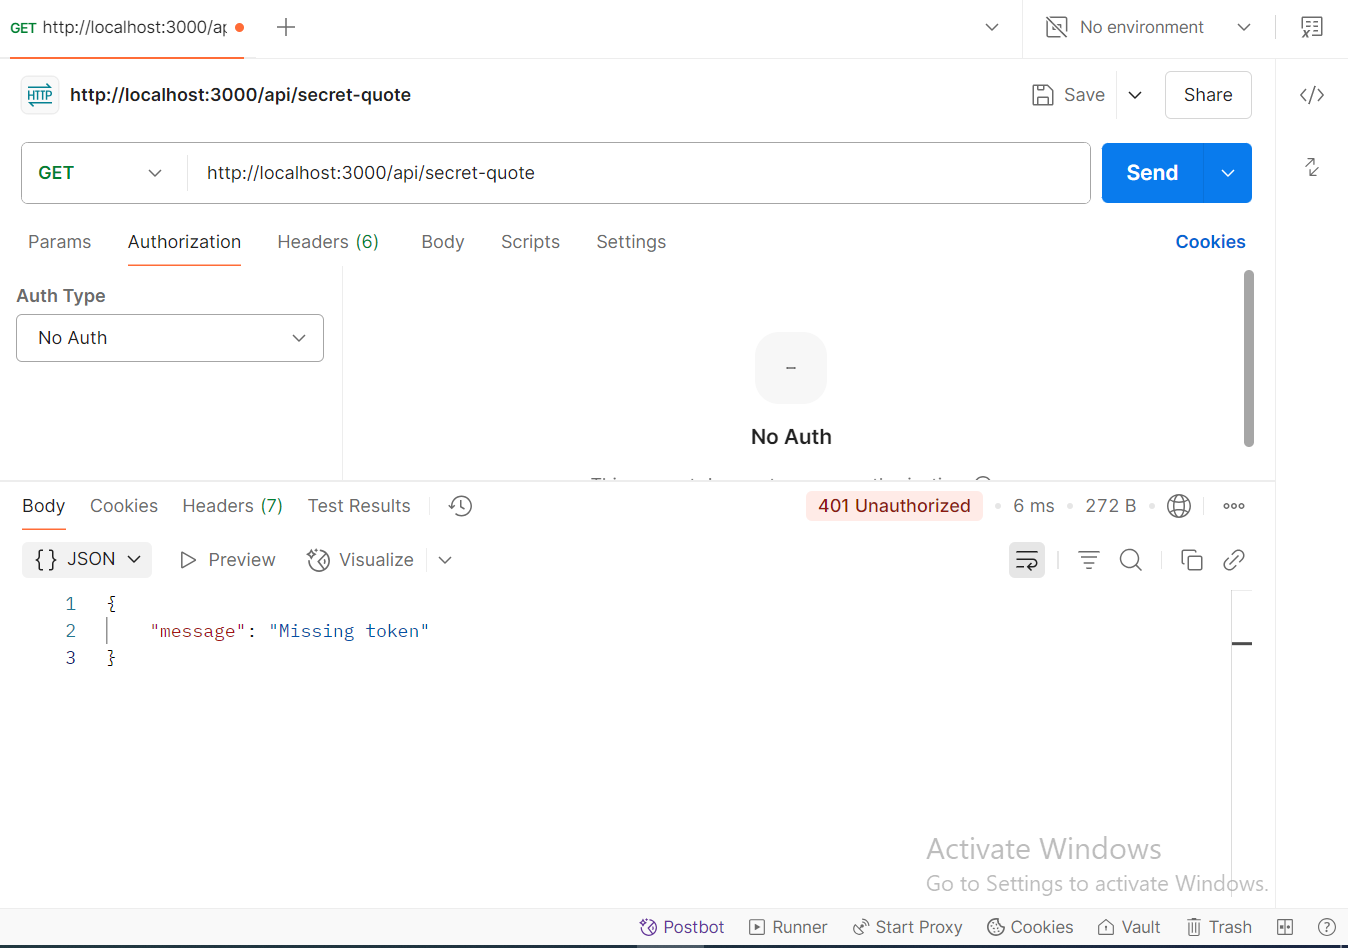 GET http://localhost:3000/ap
No environment
HTTP http://localhost:3000/api/secret-quote
Save
Share
GET http://localhost:3000/api/secret-quote
Send
Params Authorization Headers (6) Body Scripts Settings Cookies
Auth Type
No Auth
No Auth
Body Cookies Headers (7) Test Results 401 Unauthorized 6 ms 272 B
{} JSON Preview Visualize
1 {
2 "message": "Missing token"
3 }
Activate Windows
Go to Settings to activate Windows.
Postbot Runner Start Proxy Cookies Vault Trash